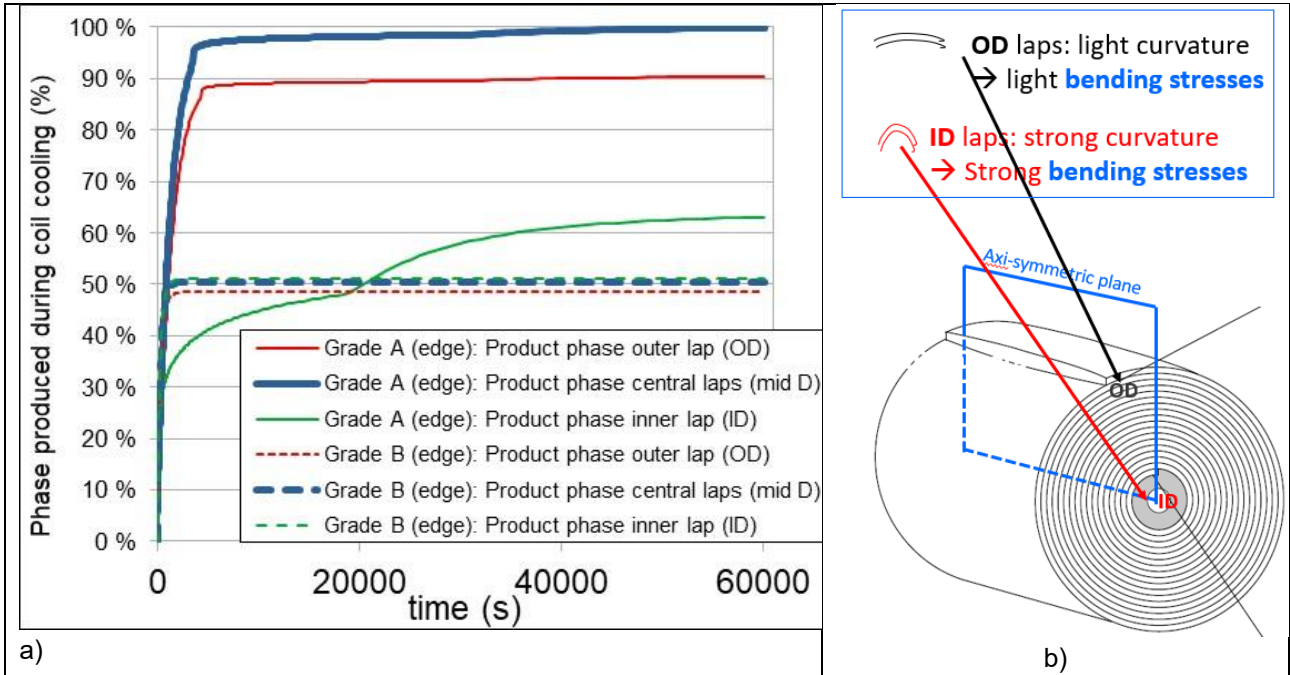 100 %
90 %
80 %
70 %
60 %
50 %
40 %
30 %
20 %
10 %
0 %
Phase produced during coil cooling (%)
Grade A (edge): Product phase outer lap (OD)
Grade A (edge): Product phase central laps (mid D)
Grade A (edge): Product phase inner lap (ID)
Grade B (edge): Product phase outer lap (OD)
Grade B (edge): Product phase central laps (mid D)
Grade B (edge): Product phase inner lap (ID)
0
20000
40000
60000
time (s)
a)
OD laps: light curvature
→ light bending stresses
ID laps: strong curvature
→ Strong bending stresses
Axi-symmetric plane
OD
ID
b)